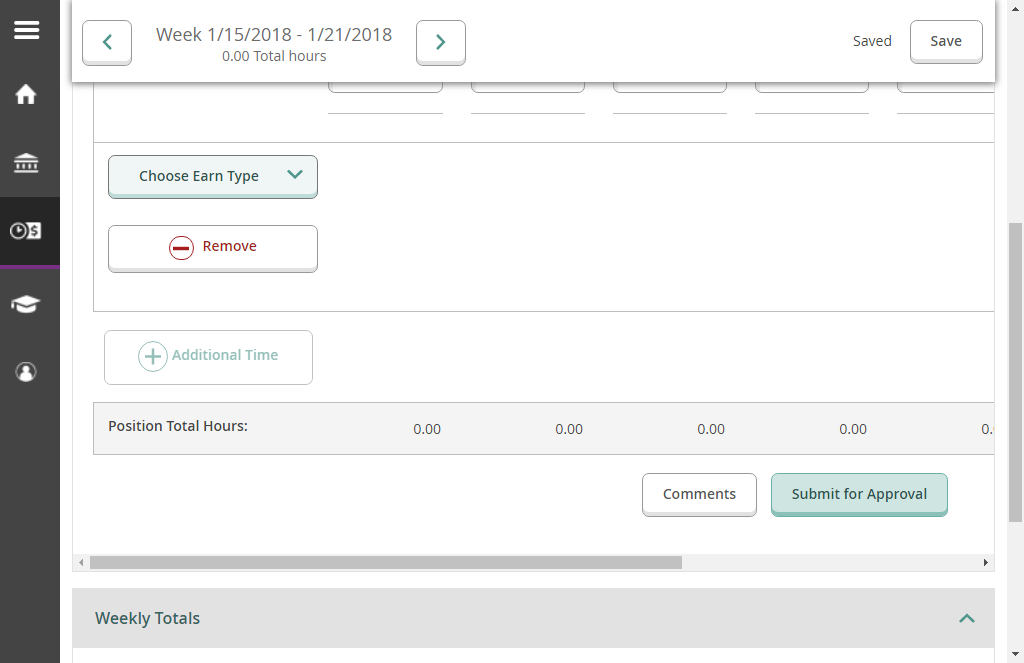 Week 1/15/2018 - 1/21/2018
0.00 Total hours
Saved
Save
Choose Earn Type
Remove
Additional Time
Position Total Hours: 0.00 0.00 0.00 0.00 0.
Comments
Submit for Approval
Weekly Totals